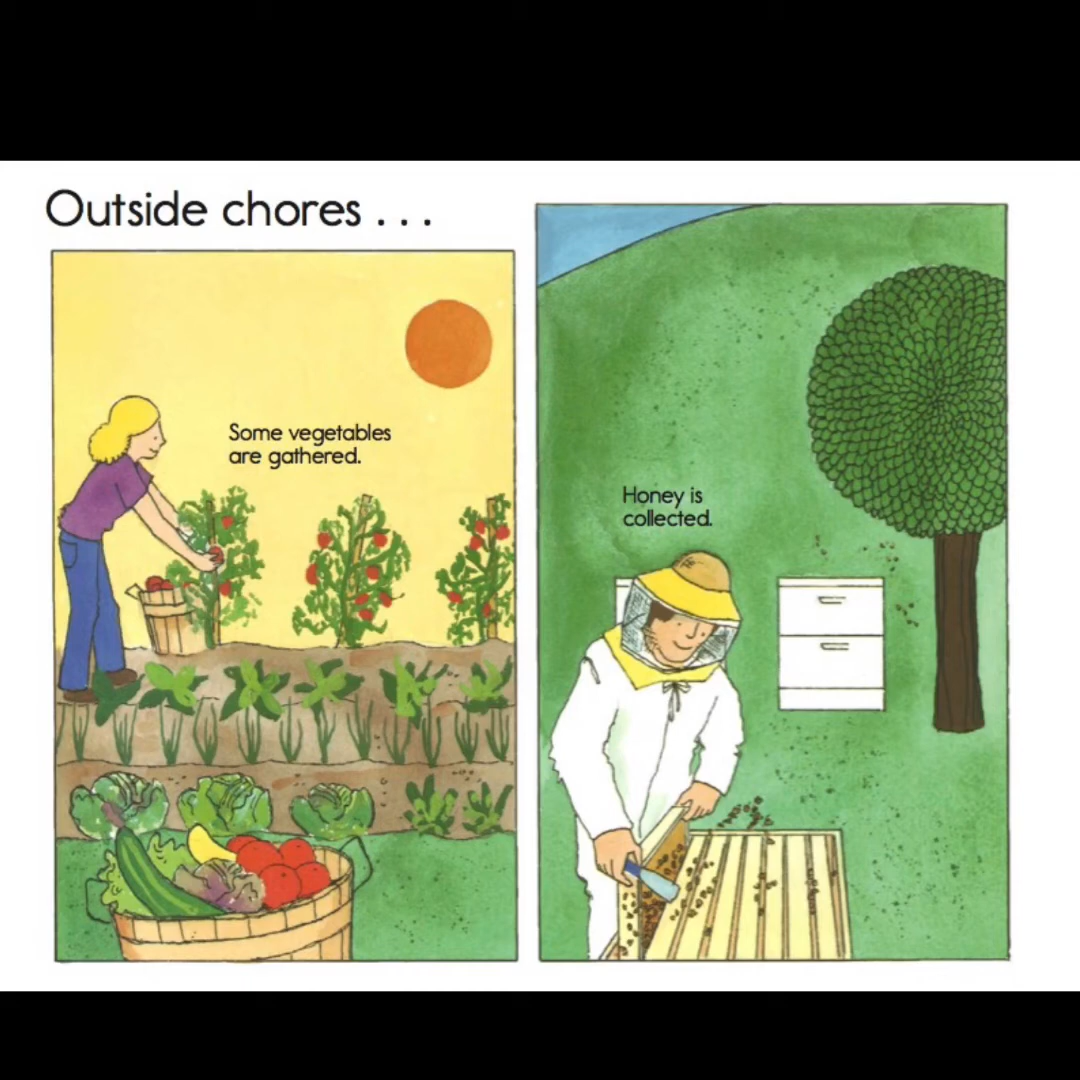 Outside chores . . .
Some vegetables
are gathered.
Honey is
collected.